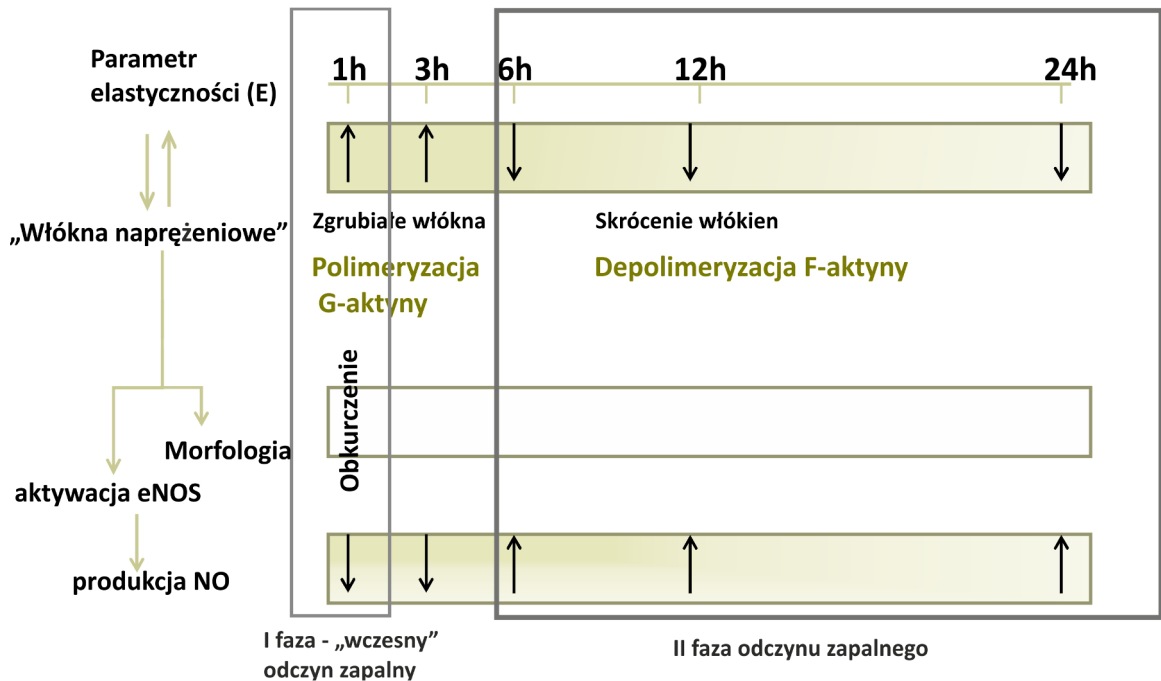 Parametr
elastyczności (E)
1h 3h 6h 12h 24h
„Włókna naprężeniowe”
Zgrubiałe włókna
Skrócenie włókien
Polimeryzacja
G-aktyny
Depolimeryzacja F-aktyny
Obkurczenie
Morfologia
aktywacja eNOS
produkcja NO
I faza - „wczesny”
odczyn zapalny
II faza odczynu zapalnego